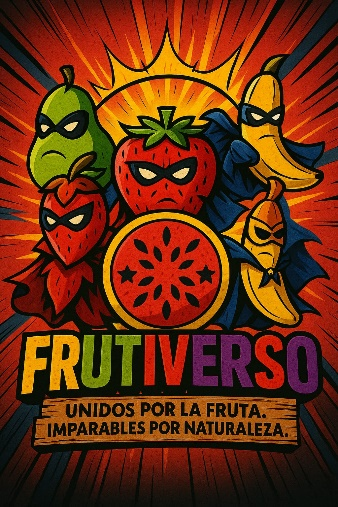 FRUTIVERSO
UNIDOS POR LA FRUTA.
IMPARABLES POR NATURALEZA.